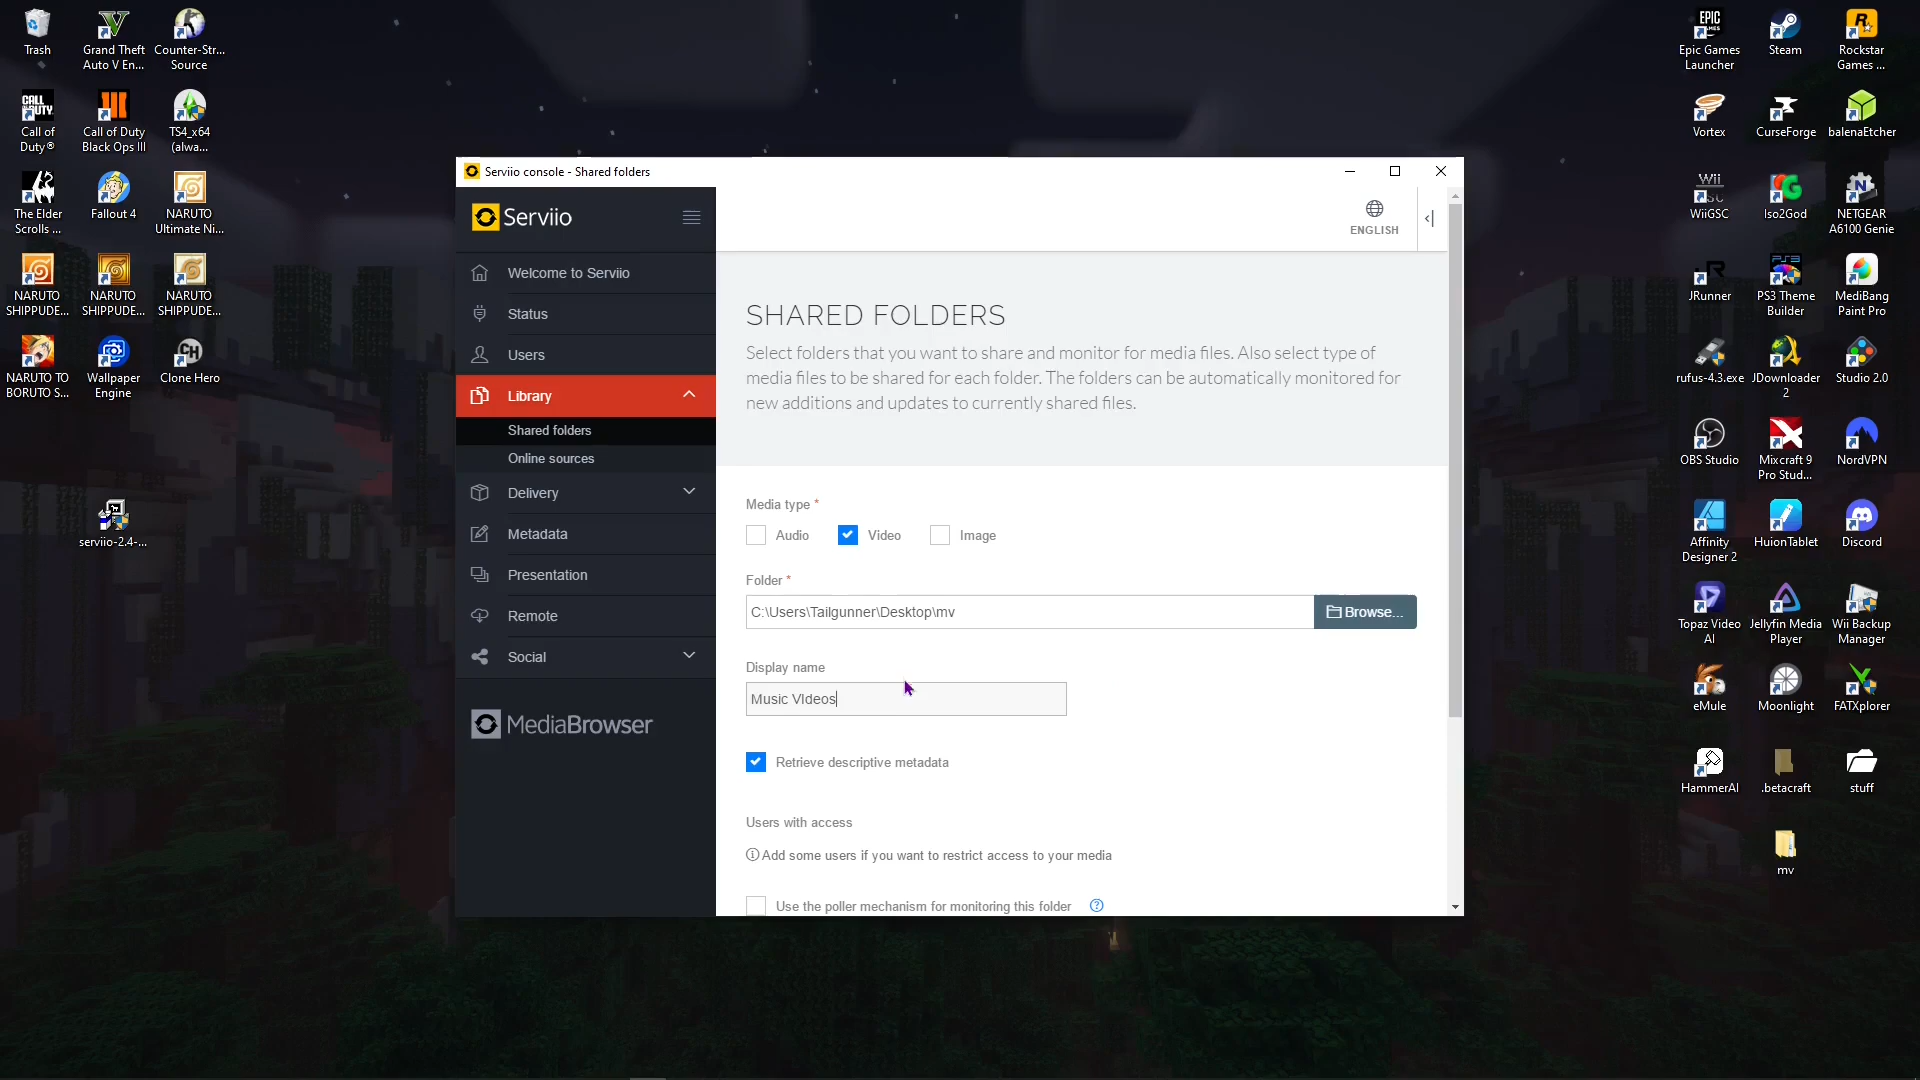 Trash
Grand Theft
Auto V En...
Counter-Str...
Source
Call of
Duty®
Call of Duty
Black Ops III
TS4_x64
(alwa...
The Elder
Scrolls ...
Fallout 4
NARUTO
Ultimate Ni...
NARUTO
SHIPPUDE...
NARUTO
SHIPPUDE...
NARUTO
SHIPPUDE...
NARUTO TO
BORUTO S...
Wallpaper
Engine
Clone Hero
serviio-2.4-...
Serviio console - Shared folders
Serviio
ENGLISH
Welcome to Serviio
Status
Users
Library
Shared folders
Online sources
Delivery
Metadata
Presentation
Remote
Social
MediaBrowser
SHARED FOLDERS
Select folders that you want to share and monitor for media files. Also select type of
media files to be shared for each folder. The folders can be automatically monitored for
new additions and updates to currently shared files.
Media type *
Audio
Video
Image
Folder *
C:\Users\Tailgunner\Desktop\mv
Browse...
Display name
Music VIdeos
Retrieve descriptive metadata
Users with access
Add some users if you want to restrict access to your media
Use the poller mechanism for monitoring this folder
Epic Games
Launcher
Steam
Rockstar
Games ...
Vortex
CurseForge
balenaEtcher
WiiGSC
Iso2God
NETGEAR
A6100 Genie
JRunner
PS3 Theme
Builder
MediBang
Paint Pro
rufus-4.3.exe
JDownloader
2
Studio 2.0
OBS Studio
Mixcraft 9
Pro Stud...
NordVPN
Affinity
Designer 2
HuionTablet
Discord
Topaz Video
AI
Jellyfin Media
Player
Wii Backup
Manager
eMule
Moonlight
FATXplorer
HammerAI
.betacraft
stuff
mv